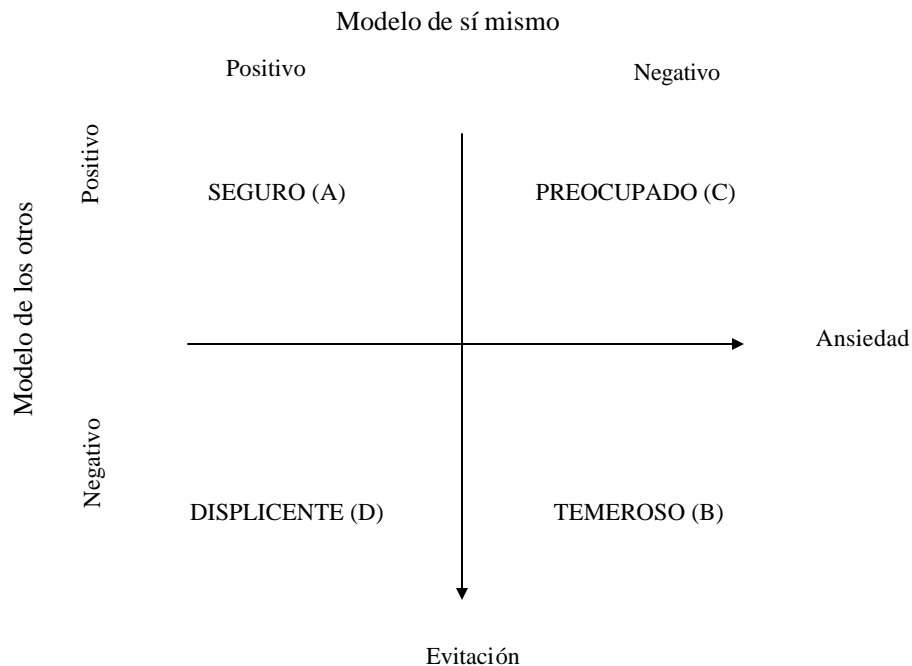 Modelo de sí mismo
Positivo
Negativo
Positivo
SEGURO (A)
PREOCUPADO (C)
Modelo de los otros
Ansiedad
Negativo
DISPLICENTE (D)
TEMEROSO (B)
Evitación